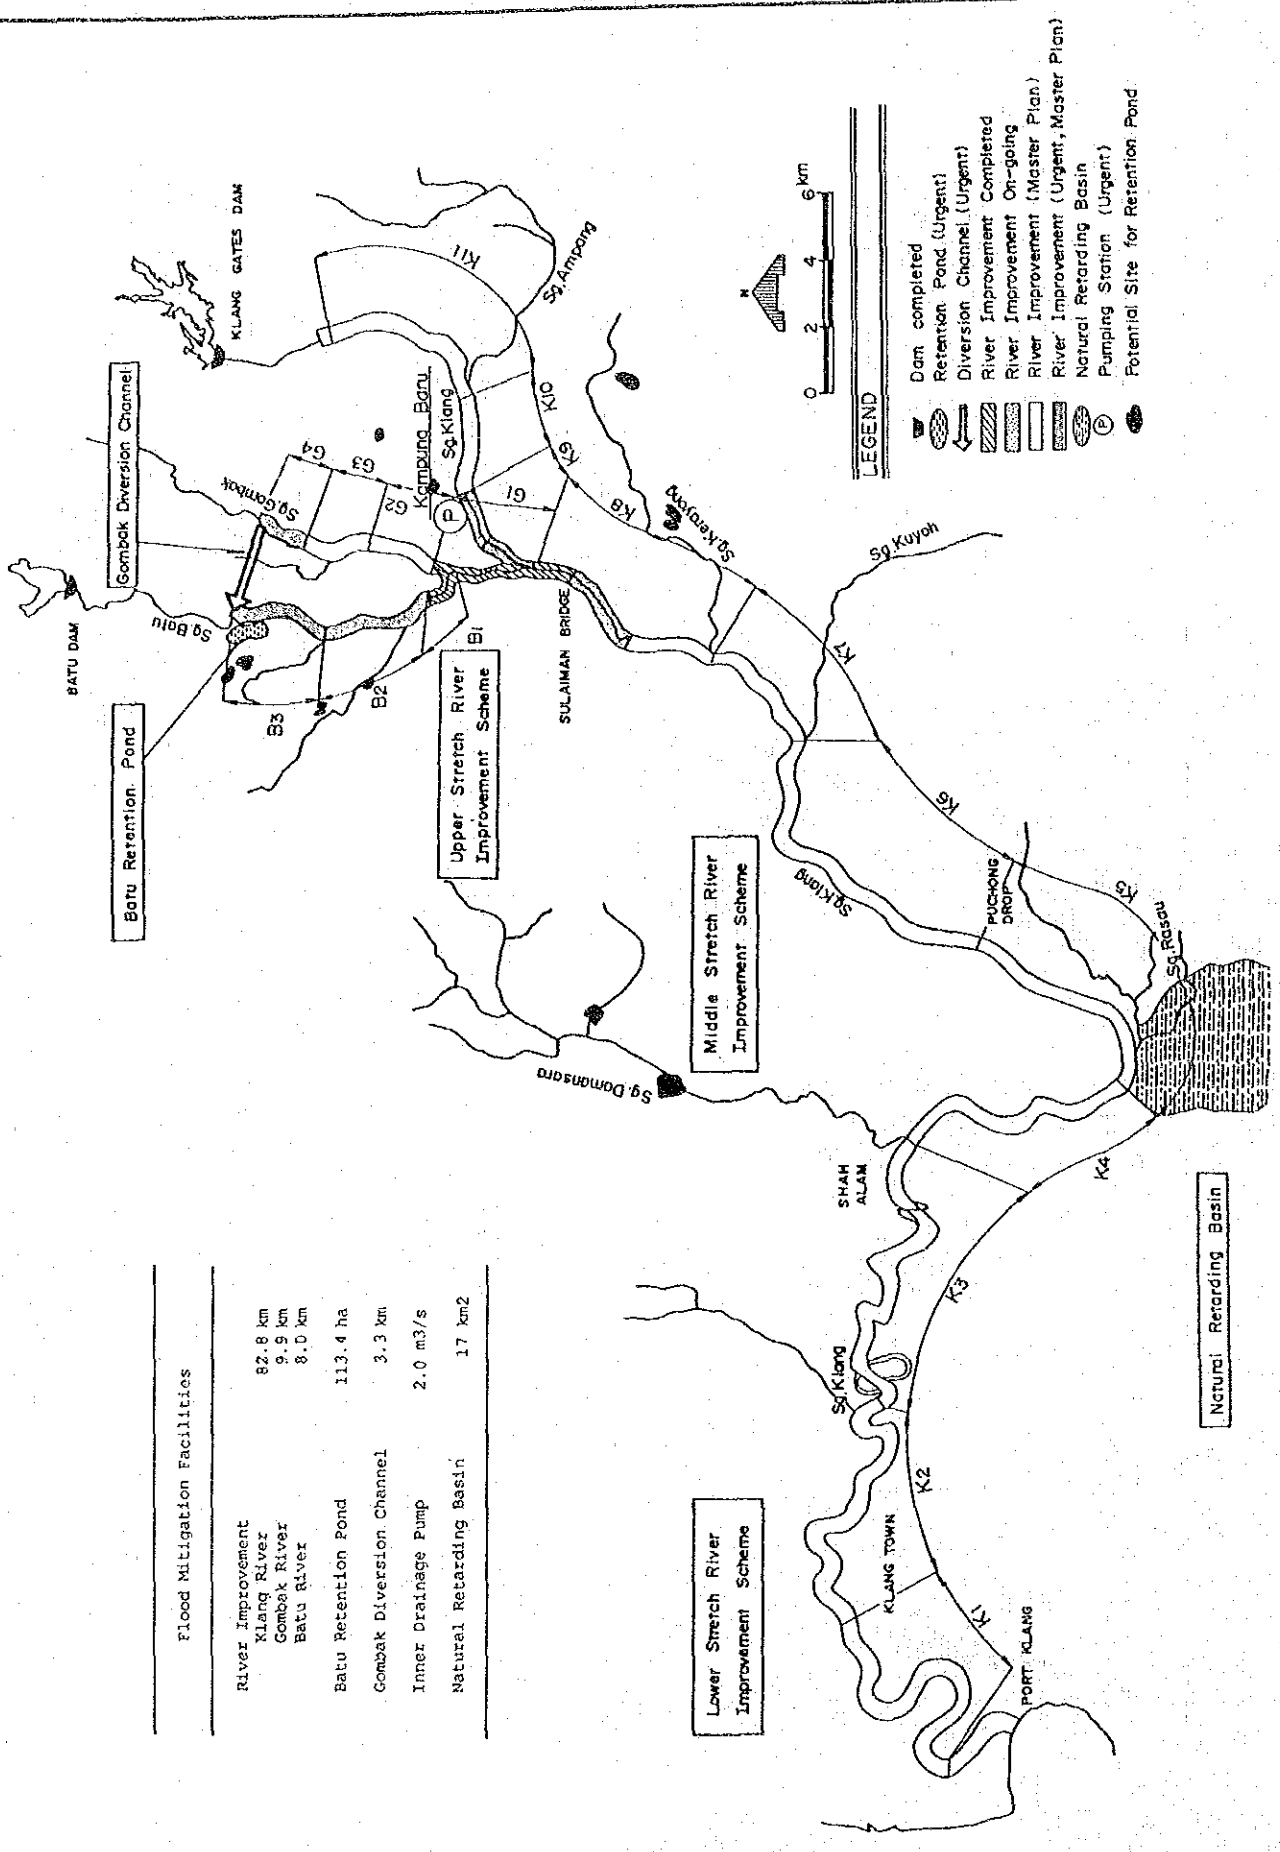 Flood Mitigation Facilities
River Improvement
Klang River 82.8 km
Gombak River 9.9 km
Batu River 8.0 km
Batu Retention Pond 113.4 ha
Gombak Diversion Channel 3.3 km
Inner Drainage Pump 2.0 m3/s
Natural Retarding Basin 17 km2
Batu Retention Pond
BATU DAM
Gombak Diversion Channel
KLANG GATES DAM
Sg.Batu
Sg.Gombak
G4
G3
G2
G1
B3
B2
B1
Kampung Baru
Sg.Klang
P
K11
Sg.Ampang
K10
K9
K8
Sg.Kerayong
Upper Stretch River
Improvement Scheme
SULAIMAN BRIDGE
K7
Sg.Kuyoh
Middle Stretch River
Improvement Scheme
Sg.Klang
K6
PUCHONG
DROP
K5
Sg.Rasau
Sg.Damansara
SHAH
ALAM
K4
K3
Natural Retarding Basin
Sg.Klang
K2
Lower Stretch River
Improvement Scheme
KLANG TOWN
K1
PORT KLANG
N
0 2 4 6 km
LEGEND
Dam completed
Retention Pond (Urgent)
Diversion Channel (Urgent)
River Improvement Completed
River Improvement On-going
River Improvement (Master Plan)
River Improvement (Urgent, Master Plan)
Natural Retarding Basin
P Pumping Station (Urgent)
Potential Site for Retention Pond.